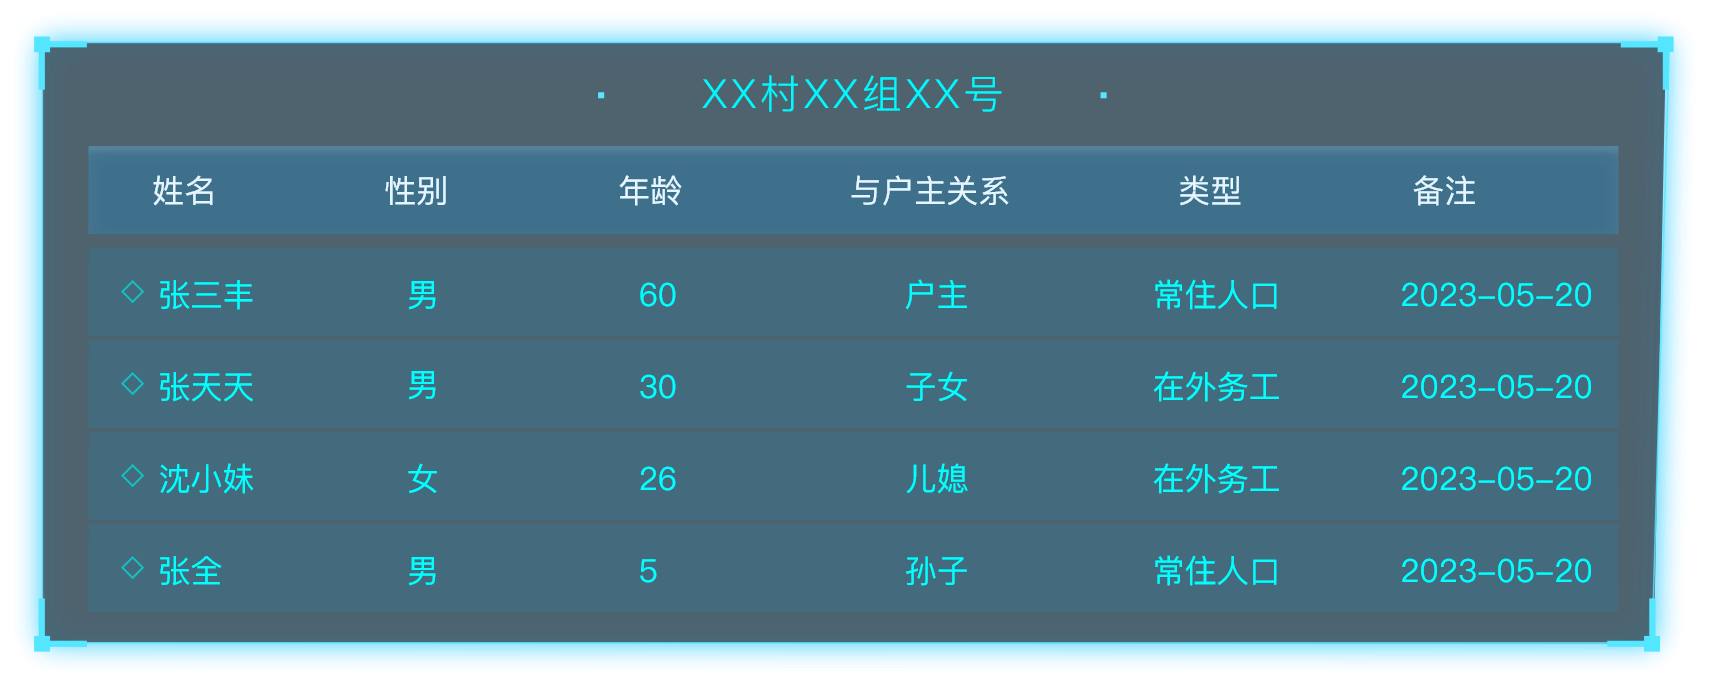 XX村XX组XX号
姓名 性别 年龄 与户主关系 类型 备注
张三丰 男 60 户主 常住人口 2023-05-20
张天天 男 30 子女 在外务工 2023-05-20
沈小妹 女 26 儿媳 在外务工 2023-05-20
张全 男 5 孙子 常住人口 2023-05-20